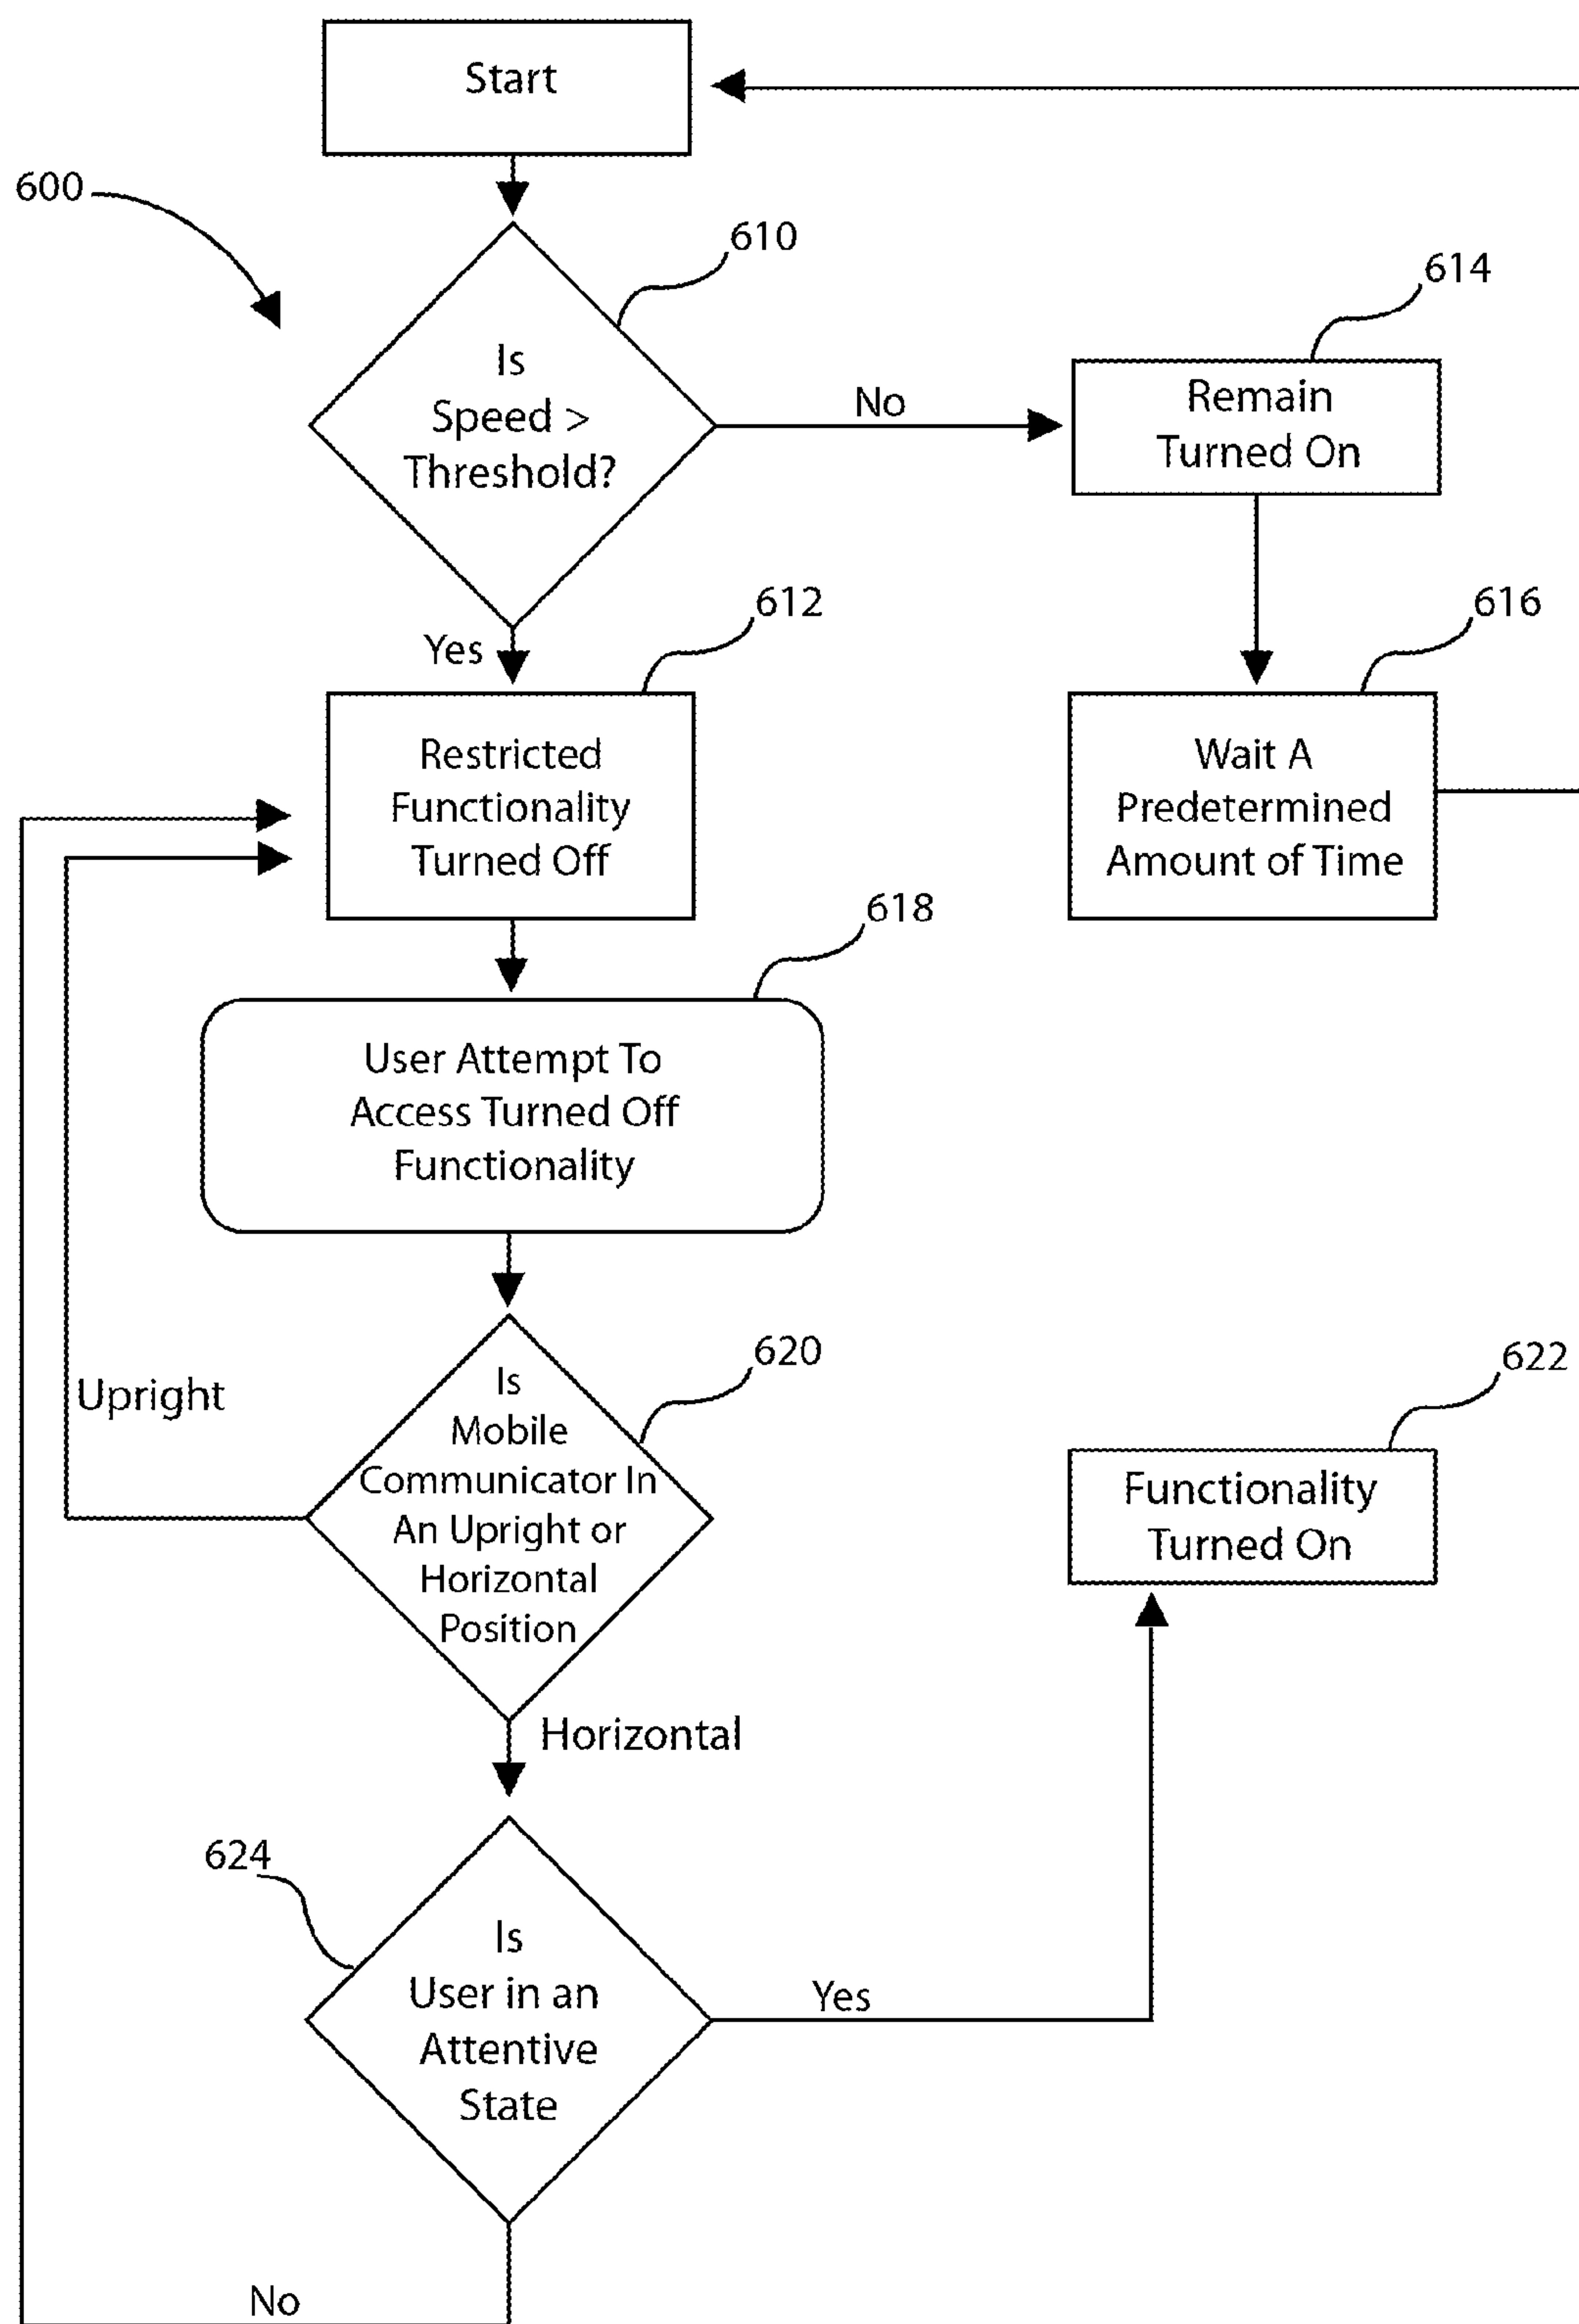 Start
600
610
Is
Speed >
Threshold?
No
614
Remain
Turned On
Yes
612
Restricted
Functionality
Turned Off
616
Wait A
Predetermined
Amount of Time
618
User Attempt To
Access Turned Off
Functionality
620
Is
Mobile
Communicator In
An Upright or
Horizontal
Position
Upright
Horizontal
622
Functionality
Turned On
624
Is
User in an
Attentive
State
Yes
No